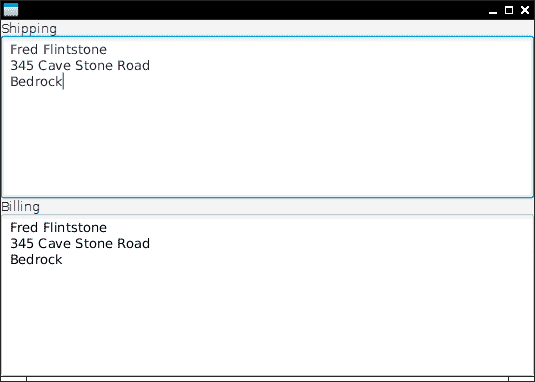 Shipping
Fred Flintstone
345 Cave Stone Road
Bedrock
Billing
Fred Flintstone
345 Cave Stone Road
Bedrock